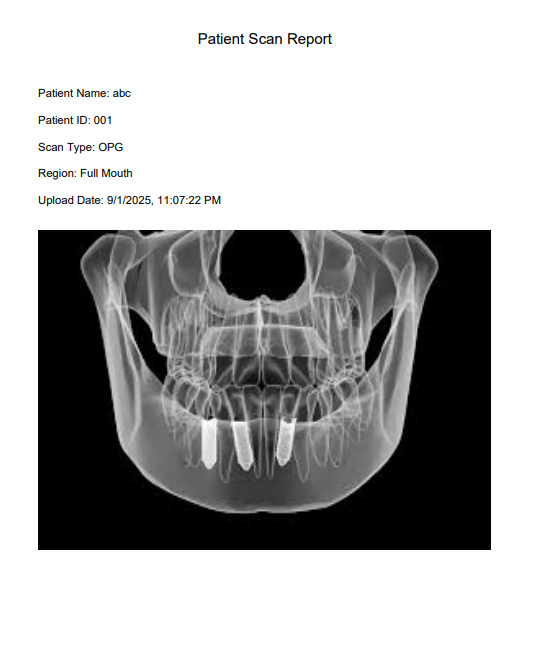 Patient Scan Report
Patient Name: abc
Patient ID: 001
Scan Type: OPG
Region: Full Mouth
Upload Date: 9/1/2025, 11:07:22 PM